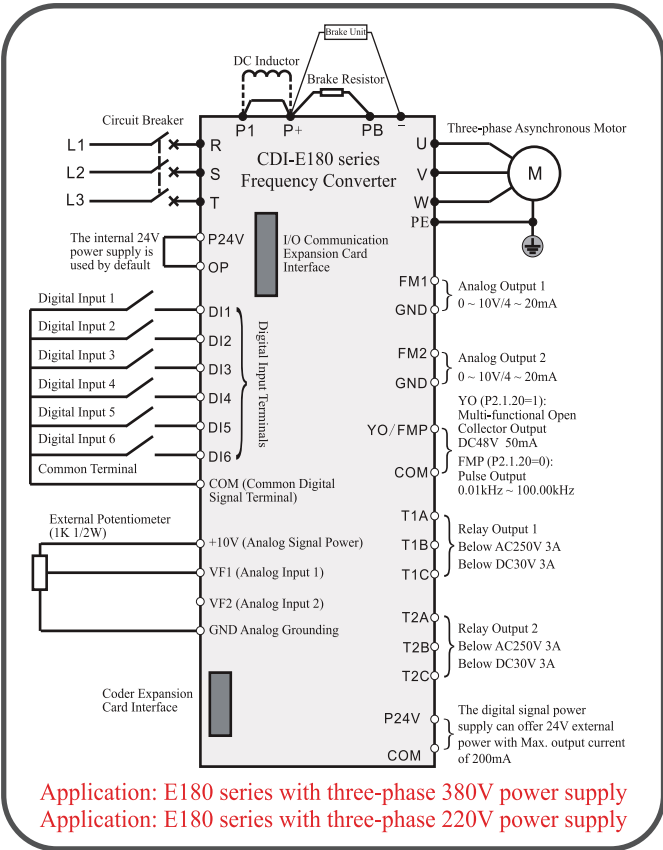 Brake Unit
DC Inductor
Brake Resistor
Circuit Breaker
P1
P+
PB
−
L1
R
L2
S
L3
T
CDI-E180 series
Frequency Converter
U
V
W
PE
Three-phase Asynchronous Motor
M
The internal 24V
power supply is
used by default
P24V
OP
I/O Communication
Expansion Card
Interface
Digital Input 1
DI1
Digital Input 2
DI2
Digital Input 3
DI3
Digital Input 4
DI4
Digital Input 5
DI5
Digital Input 6
DI6
Digital Input Terminals
Common Terminal
COM (Common Digital
Signal Terminal)
External Potentiometer
(1K 1/2W)
+10V (Analog Signal Power)
VF1 (Analog Input 1)
VF2 (Analog Input 2)
GND Analog Grounding
Coder Expansion
Card Interface
FM1
GND
Analog Output 1
0 ~ 10V/4 ~ 20mA
FM2
GND
Analog Output 2
0 ~ 10V/4 ~ 20mA
YO/FMP
COM
YO (P2.1.20=1):
Multi-functional Open
Collector Output
DC48V 50mA
FMP (P2.1.20=0):
Pulse Output
0.01kHz ~ 100.00kHz
T1A
T1B
T1C
Relay Output 1
Below AC250V 3A
Below DC30V 3A
T2A
T2B
T2C
Relay Output 2
Below AC250V 3A
Below DC30V 3A
P24V
COM
The digital signal power
supply can offer 24V external
power with Max. output current
of 200mA
Application: E180 series with three-phase 380V power supply
Application: E180 series with three-phase 220V power supply